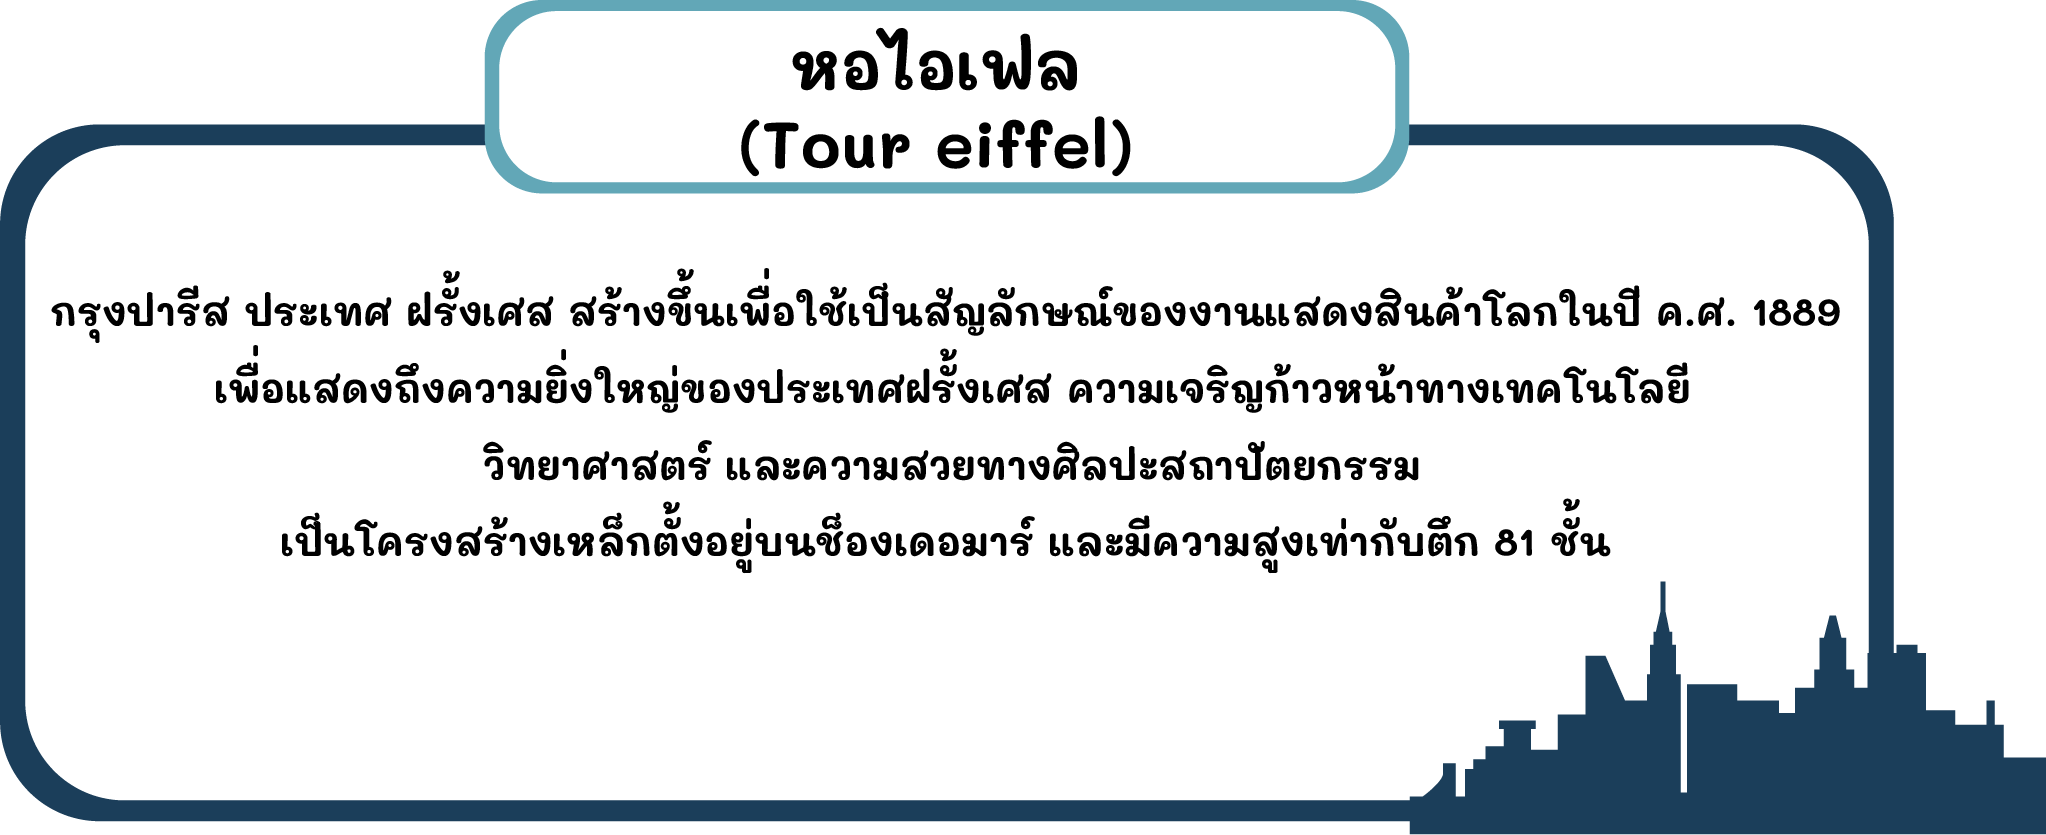 หอไอเฟล
(Tour eiffel)
กรุงปารีส ประเทศ ฝรั้งเศส สร้างขึ้นเพื่อใช้เป็นสัญลักษณ์ของงานแสดงสินค้าโลกในปี ค.ศ. 1889
เพื่อแสดงถึงความยิ่งใหญ่ของประเทศฝรั้งเศส ความเจริญก้าวหน้าทางเทคโนโลยี
วิทยาศาสตร์ และความสวยทางศิลปะสถาปัตยกรรม
เป็นโครงสร้างเหล็กตั้งอยู่บนช็องเดอมาร์ และมีความสูงเท่ากับตึก 81 ชั้น